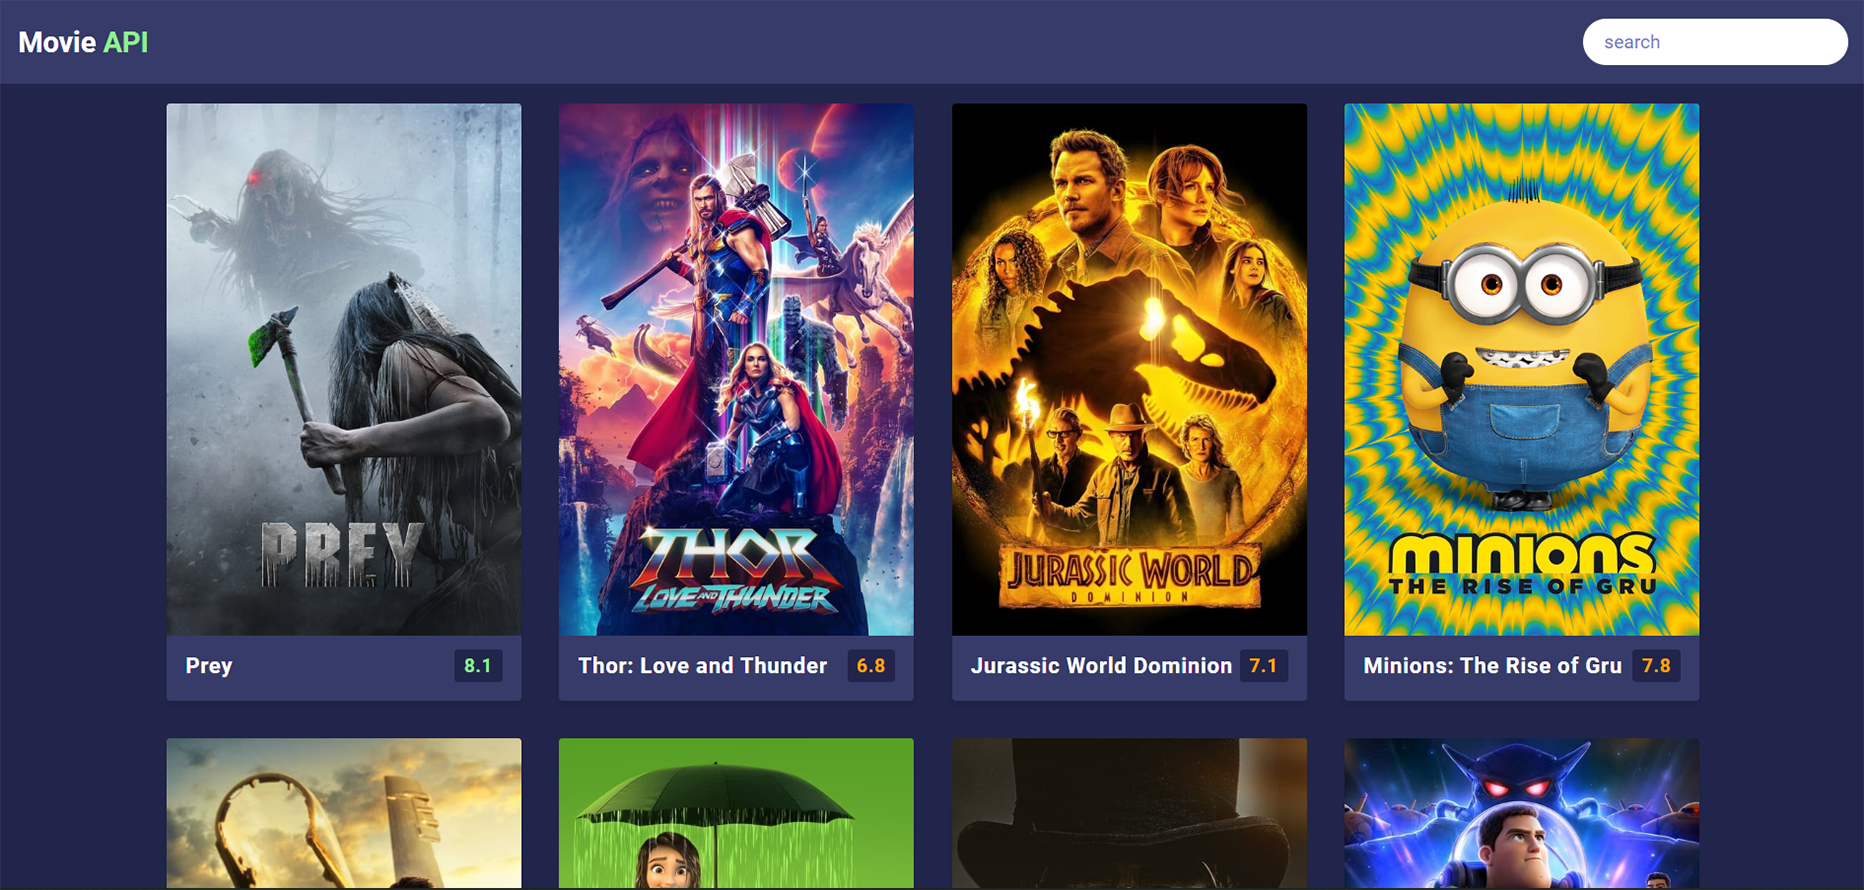 Movie API
search
PREY
THOR
LOVE AND THUNDER
JURASSIC WORLD
DOMINION
MINIONS
THE RISE OF GRU
Prey 8.1
Thor: Love and Thunder 6.8
Jurassic World Dominion 7.1
Minions: The Rise of Gru 7.8